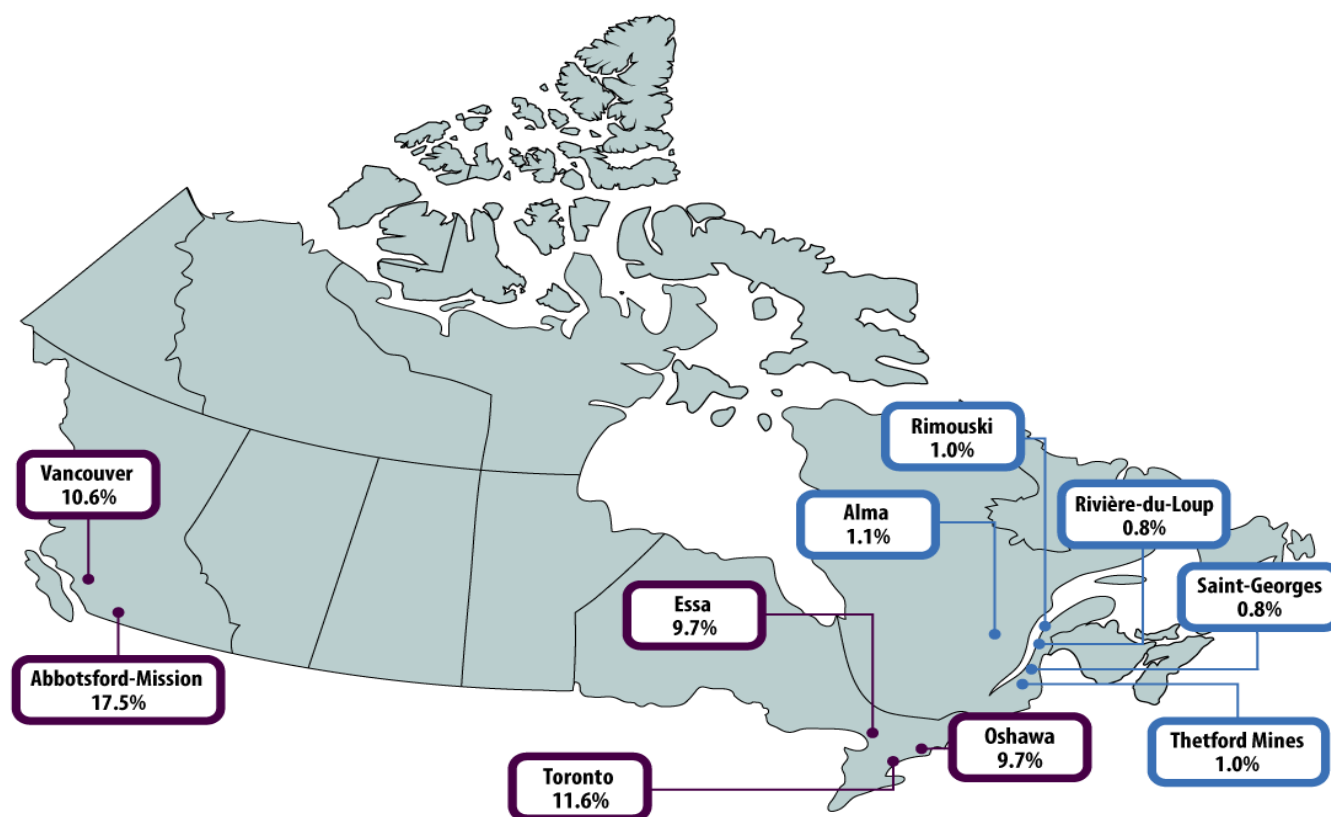 Rimouski
1.0%
Vancouver
10.6%
Rivière-du-Loup
0.8%
Alma
1.1%
Saint-Georges
0.8%
Essa
9.7%
Abbotsford-Mission
17.5%
Oshawa
9.7%
Thetford Mines
1.0%
Toronto
11.6%